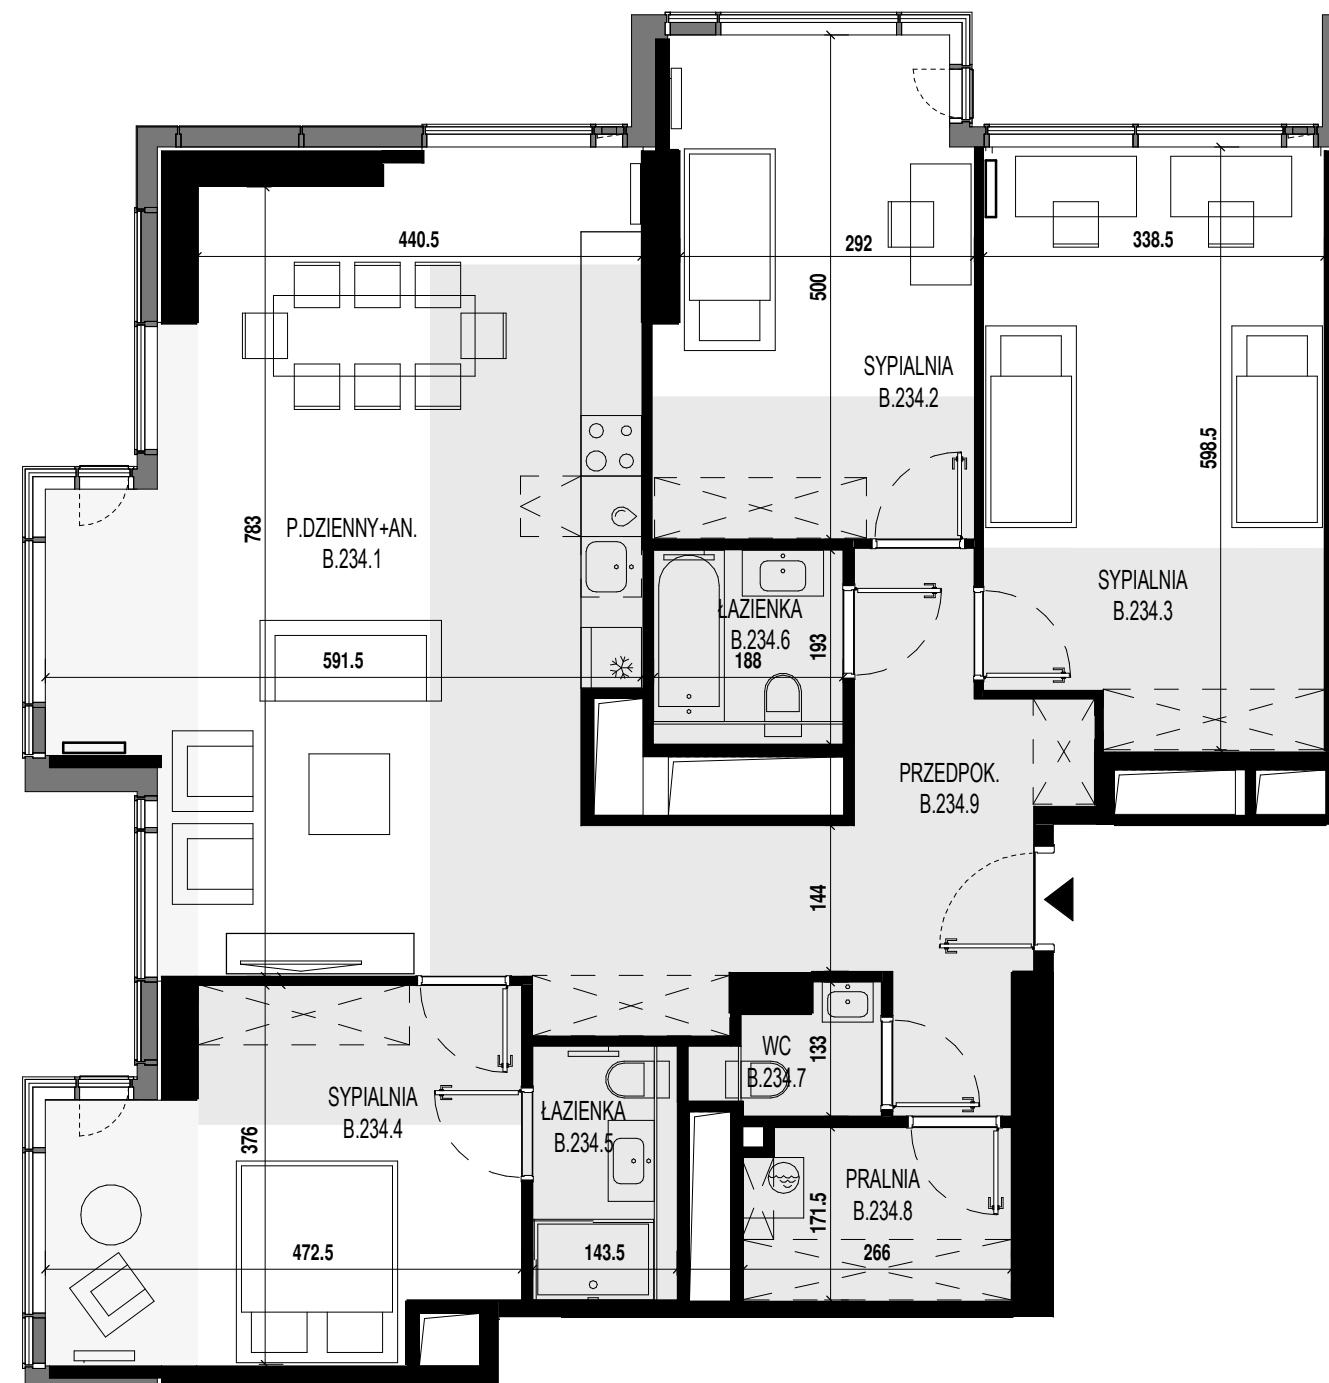 440.5
292
338.5
500
SYPIALNIA
B.234.2
598.5
783
P.DZIENNY+AN.
B.234.1
SYPIALNIA
B.234.3
ŁAZIENKA
B.234.6
193
591.5
188
PRZEDPOK.
B.234.9
144
WC
B.234.7
133
SYPIALNIA
B.234.4
376
ŁAZIENKA
B.234.5
PRALNIA
B.234.8
171.5
472.5
143.5
266